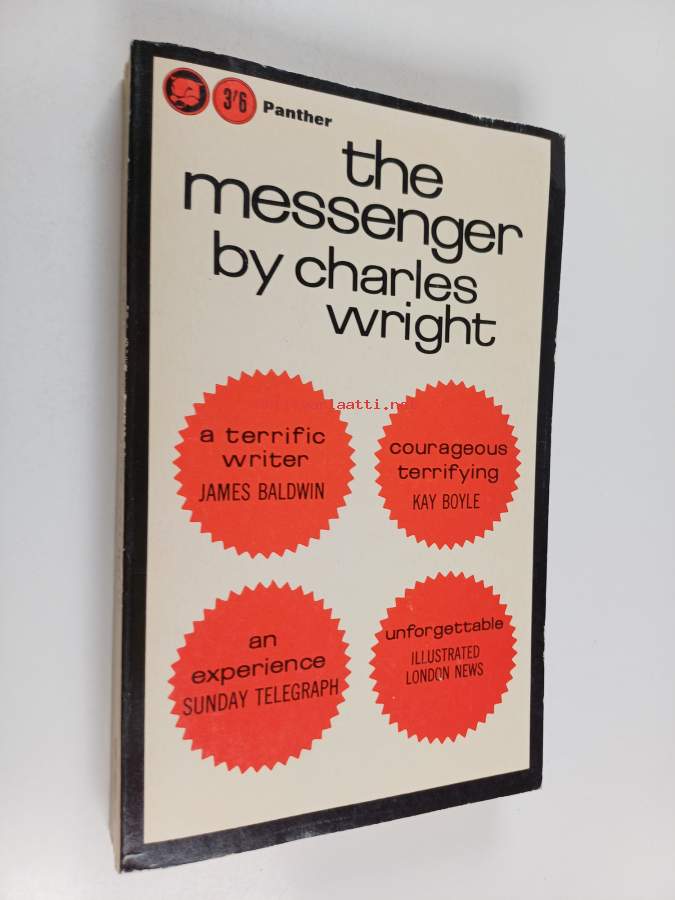 3'6 Panther
the
messenger
by charles
wright
a terrific
writer
JAMES BALDWIN
courageous
terrifying
KAY BOYLE
an
experience
SUNDAY TELEGRAPH
unforgettable
ILLUSTRATED
LONDON NEWS